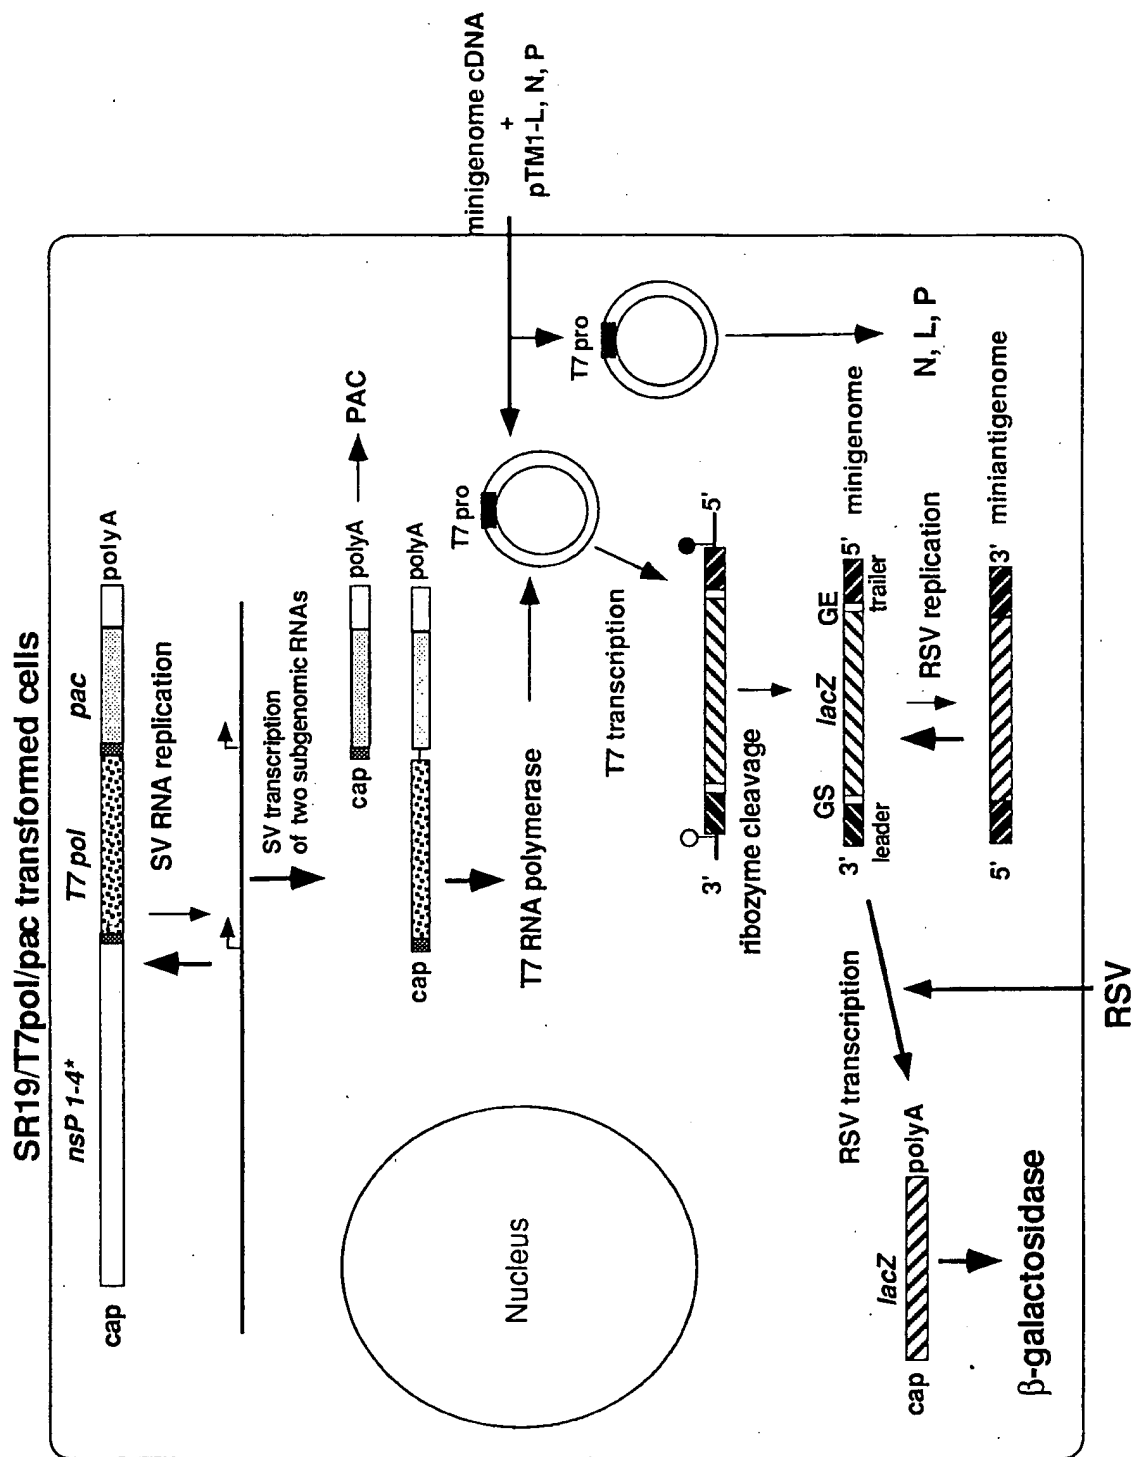 SR19/T7pol/pac transformed cells
nsP 1-4*
T7 pol
pac
cap
polyA
SV RNA replication
SV transcription
of two subgenomic RNAs
cap
polyA
PAC
cap
polyA
T7 RNA polymerase
Nucleus
minigenome cDNA
+
pTM1-L, N, P
T7 pro
T7 pro
T7 transcription
N, L, P
3'
5'
ribozyme cleavage
GS
lacZ
GE
3'
5'
minigenome
leader
trailer
RSV transcription
RSV replication
5'
3'
miniantigenome
lacZ
cap
polyA
β-galactosidase
RSV